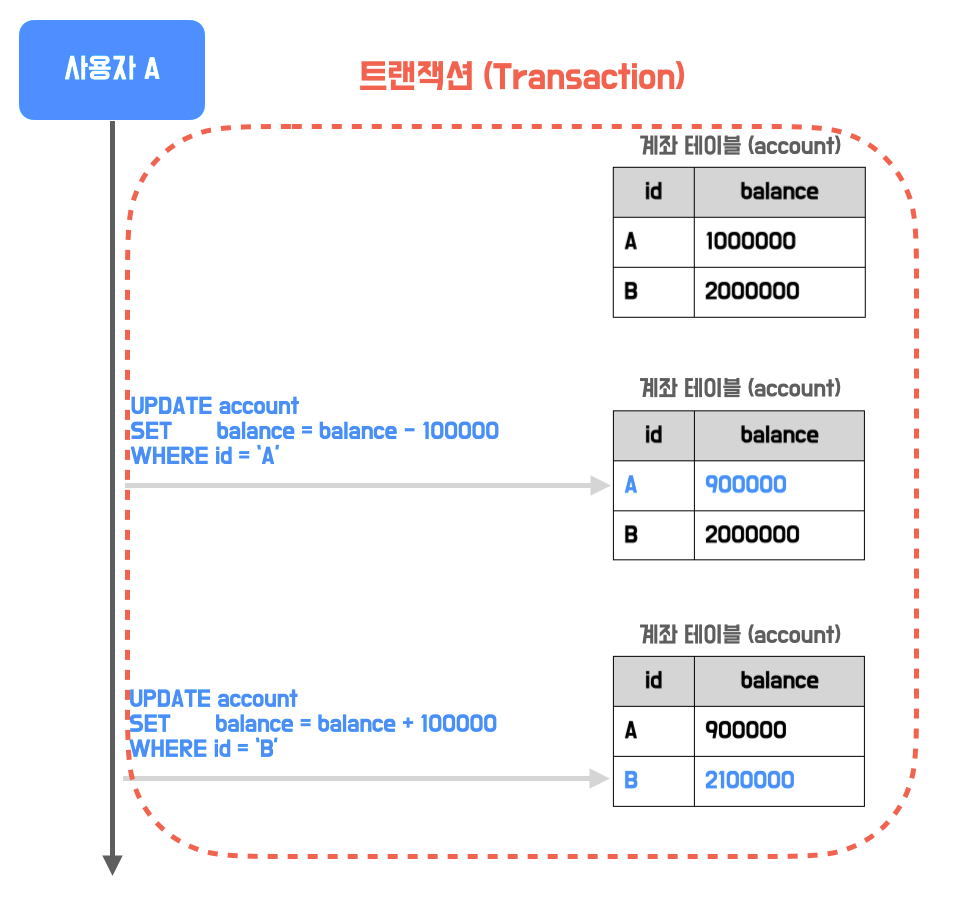 사용자 A
트랜잭션 (Transaction)
계좌 테이블 (account)
id balance
A 1000000
B 2000000
UPDATE account
SET balance = balance - 100000
WHERE id = ‘A’
계좌 테이블 (account)
id balance
A 900000
B 2000000
UPDATE account
SET balance = balance + 100000
WHERE id = ‘B’
계좌 테이블 (account)
id balance
A 900000
B 2100000